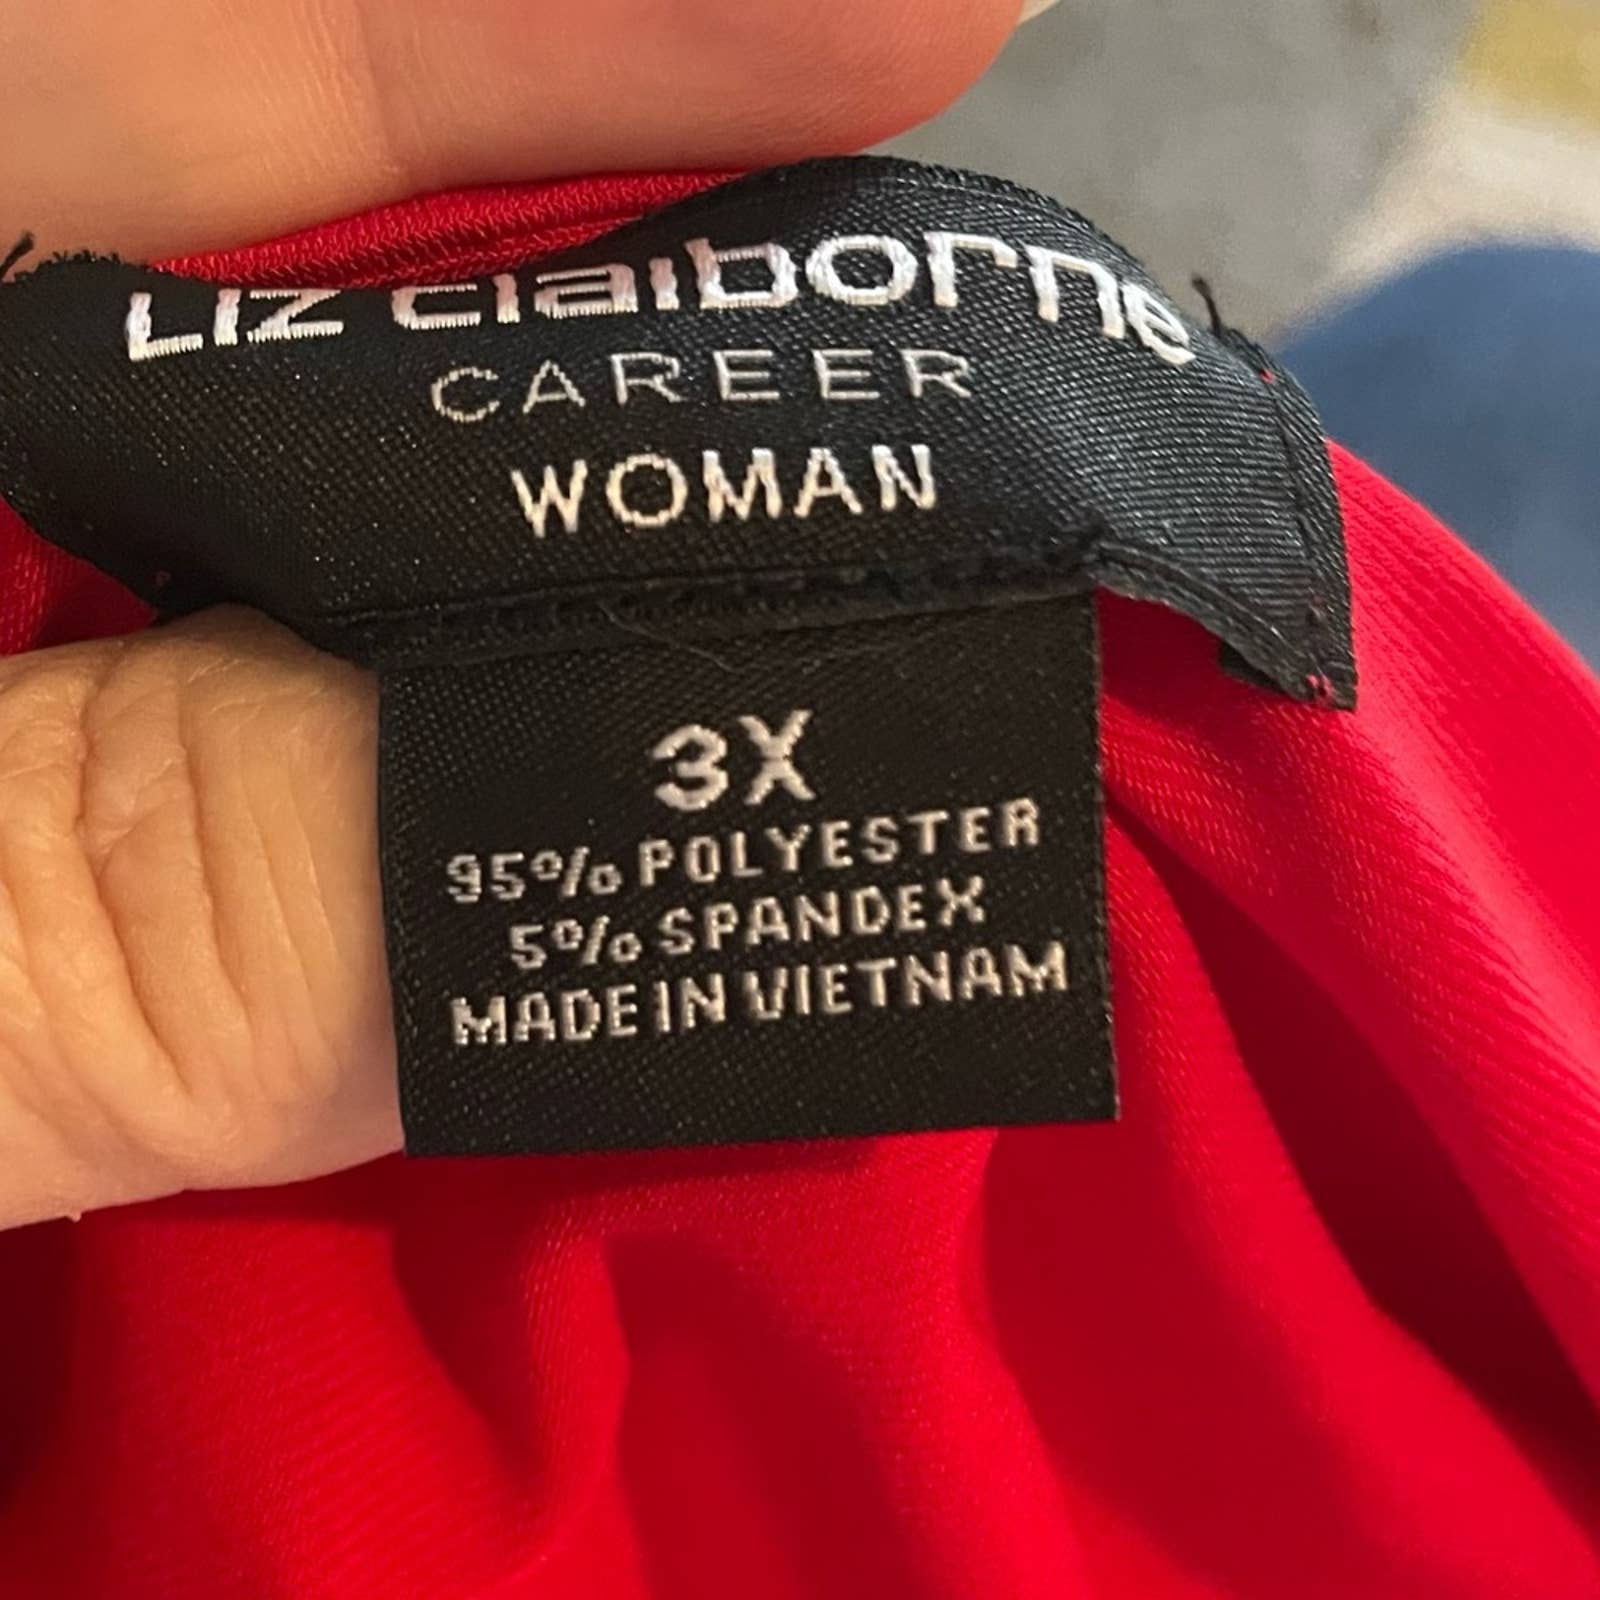 Liz claiborne
CAREER
WOMAN
3X
95% POLYESTER
5% SPANDEX
MADE IN VIETNAM